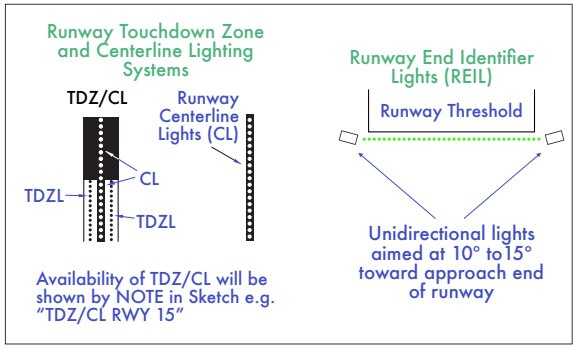 Runway Touchdown Zone
and Centerline Lighting
Systems
TDZ/CL
Runway
Centerline
Lights (CL)
CL
TDZL
TDZL
Availability of TDZ/CL will be
shown by NOTE in Sketch e.g.
“TDZ/CL RWY 15”
Runway End Identifier
Lights (REIL)
Runway Threshold
Unidirectional lights
aimed at 10° to15°
toward approach end
of runway